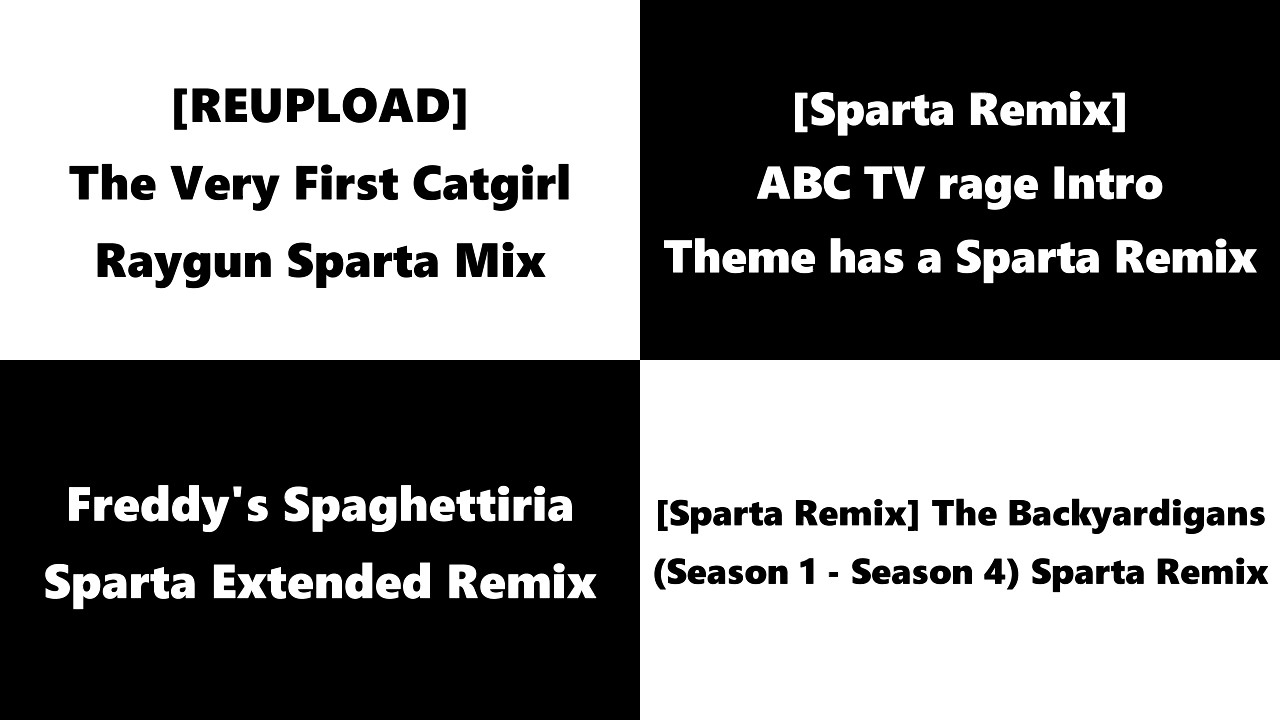 [REUPLOAD]
The Very First Catgirl
Raygun Sparta Mix
[Sparta Remix]
ABC TV rage Intro
Theme has a Sparta Remix
Freddy's Spaghettiria
Sparta Extended Remix
[Sparta Remix] The Backyardigans
(Season 1 - Season 4) Sparta Remix